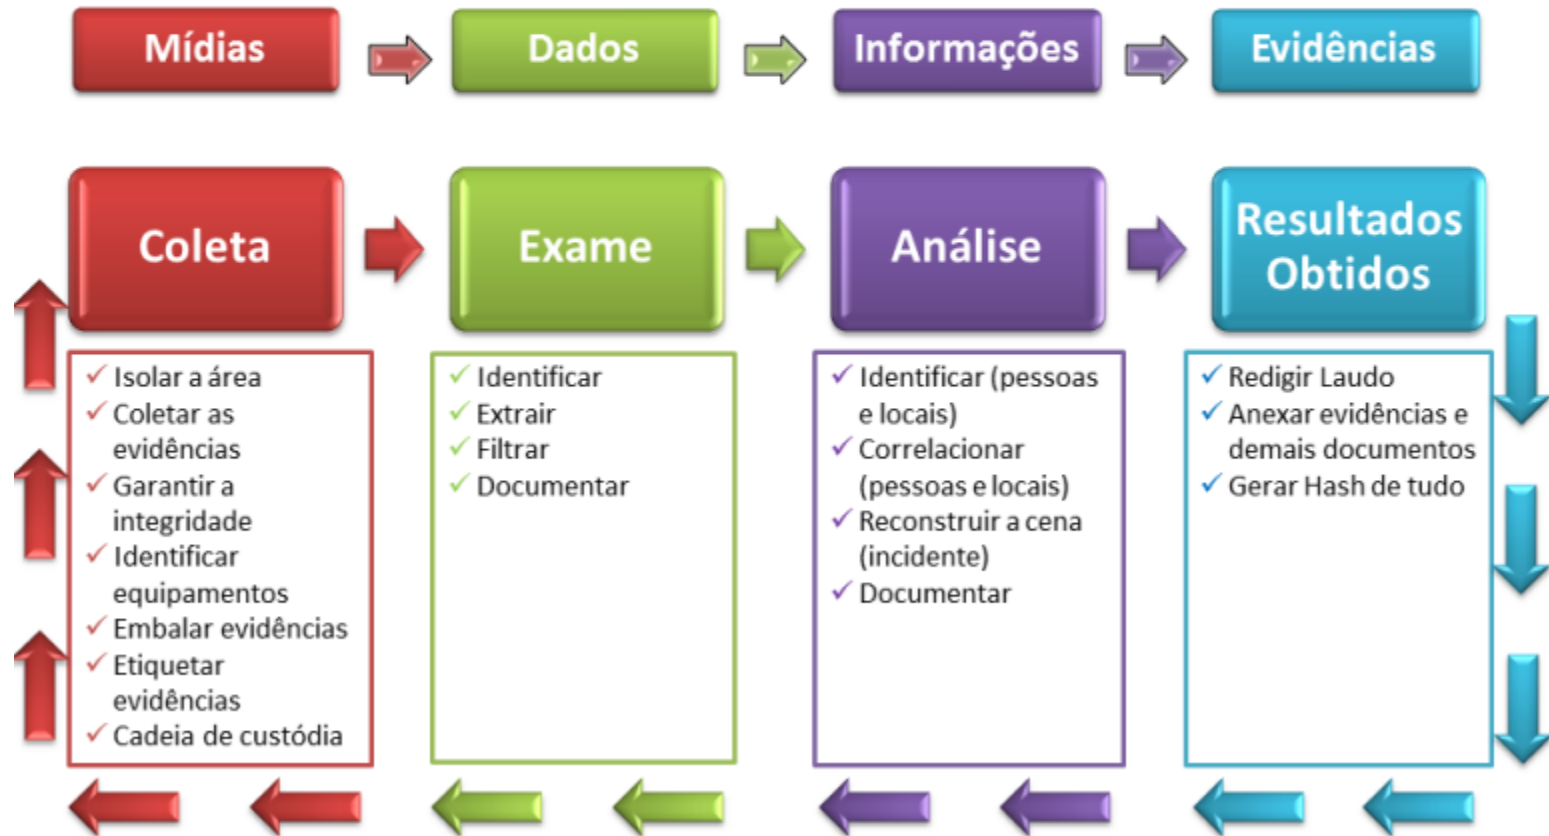 Mídias
Dados
Informações
Evidências
Coleta
Exame
Análise
Resultados
Obtidos
Isolar a área
Coletar as
evidências
Garantir a
integridade
Identificar
equipamentos
Embalar evidências
Etiquetar
evidências
Cadeia de custódia
Identificar
Extrair
Filtrar
Documentar
Identificar (pessoas
e locais)
Correlacionar
(pessoas e locais)
Reconstruir a cena
(incidente)
Documentar
Redigir Laudo
Anexar evidências e
demais documentos
Gerar Hash de tudo